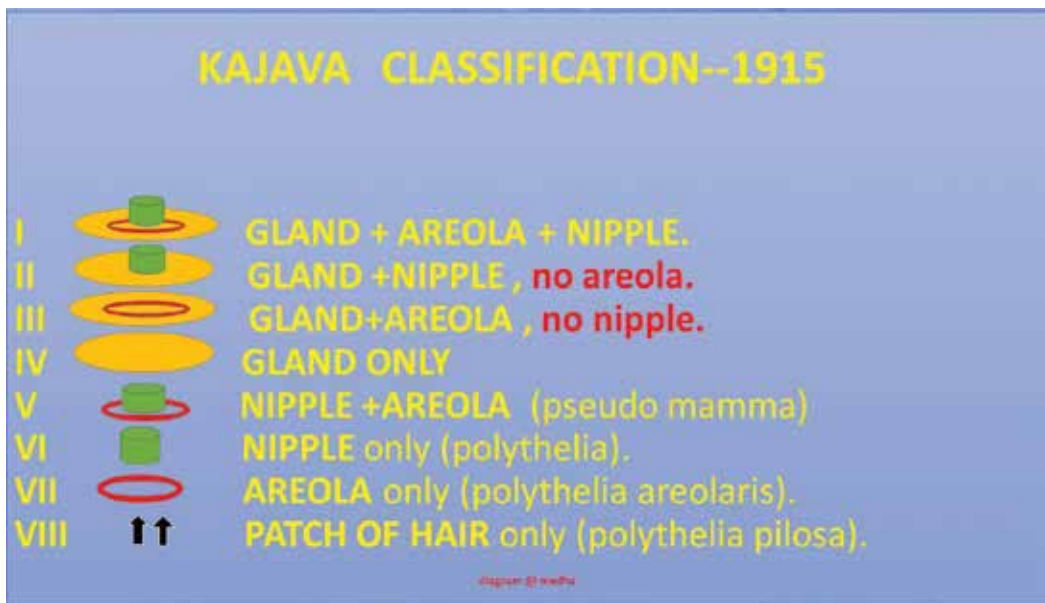 KAJAVA CLASSIFICATION--1915
I GLAND + AREOLA + NIPPLE.
II GLAND +NIPPLE , no areola.
III GLAND+AREOLA , no nipple.
IV GLAND ONLY
V NIPPLE +AREOLA (pseudo mamma)
VI NIPPLE only (polythelia).
VII AREOLA only (polythelia areolaris).
VIII PATCH OF HAIR only (polythelia pilosa).
diagram @ medha